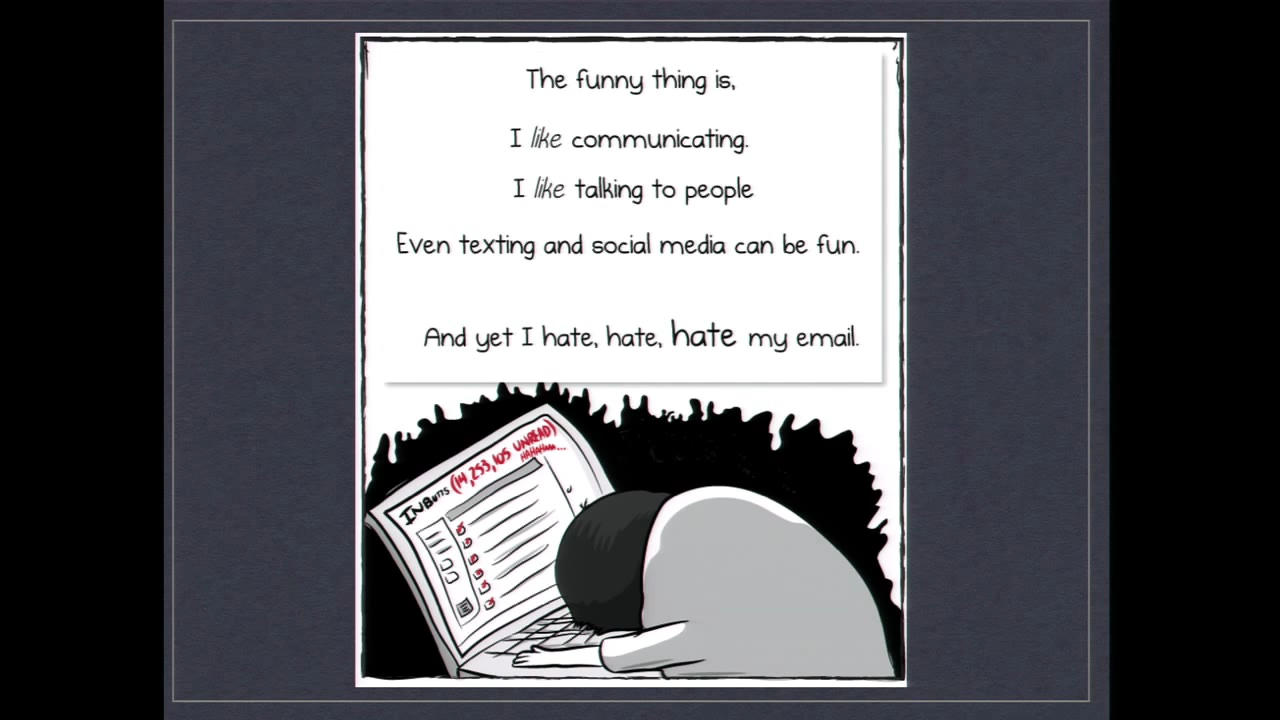 The funny thing is,
I like communicating.
I like talking to people
Even texting and social media can be fun.
And yet I hate, hate, hate my email.
INButts (14,253,105 UNREAD)